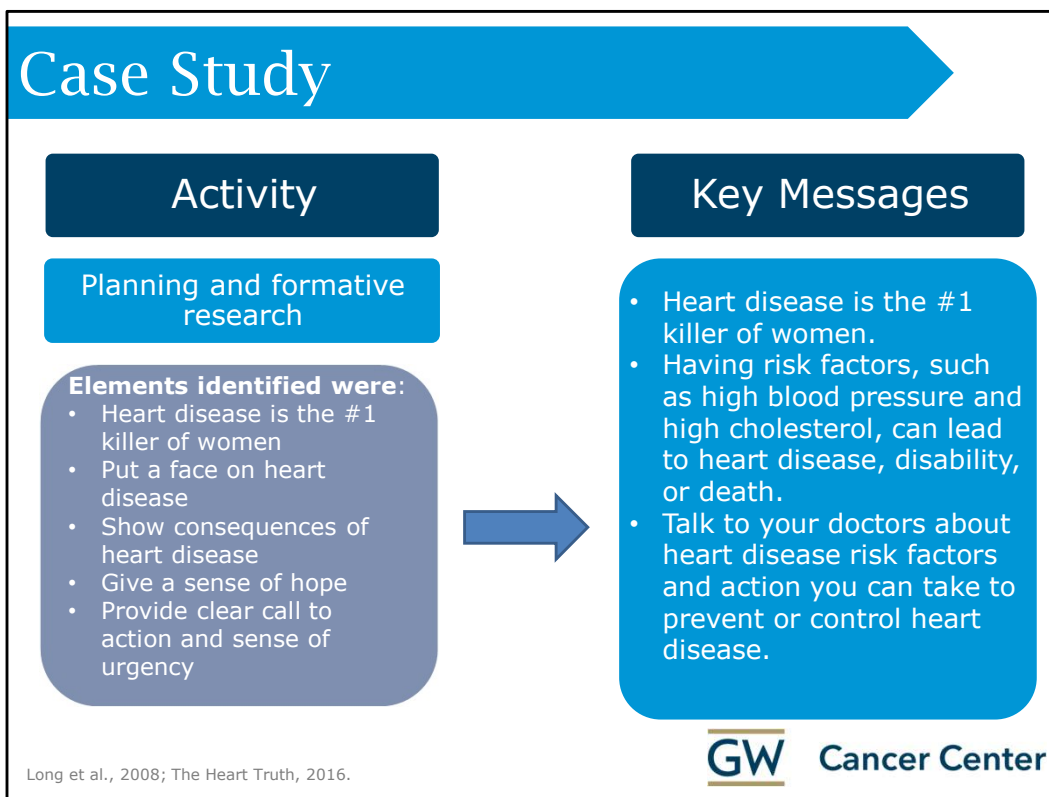 Case Study
Activity
Planning and formative
research
Elements identified were:
• Heart disease is the #1
killer of women
• Put a face on heart
disease
• Show consequences of
heart disease
• Give a sense of hope
• Provide clear call to
action and sense of
urgency
Key Messages
• Heart disease is the #1
killer of women.
• Having risk factors, such
as high blood pressure and
high cholesterol, can lead
to heart disease, disability,
or death.
• Talk to your doctors about
heart disease risk factors
and action you can take to
prevent or control heart
disease.
Long et al., 2008; The Heart Truth, 2016.
GW Cancer Center